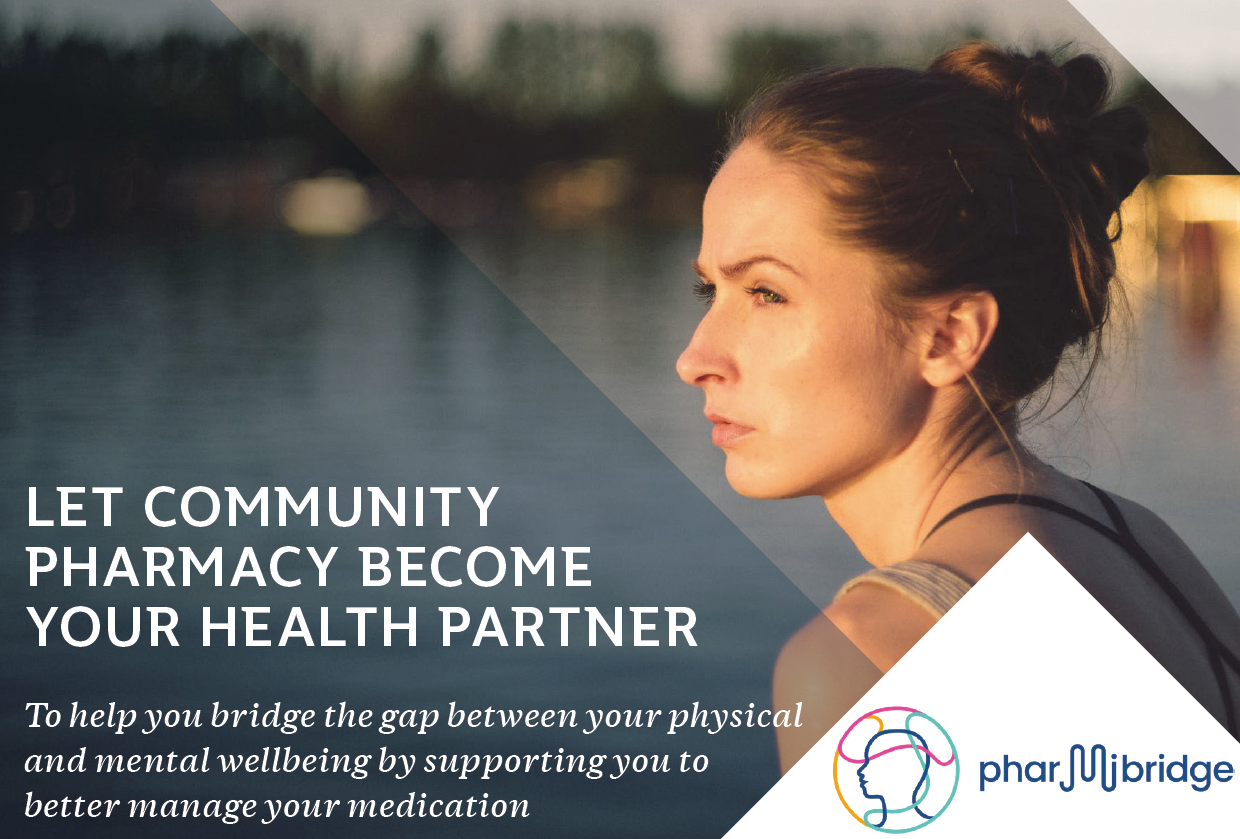 LET COMMUNITY
PHARMACY BECOME
YOUR HEALTH PARTNER
To help you bridge the gap between your physical
and mental wellbeing by supporting you to
better manage your medication
pharMibridge